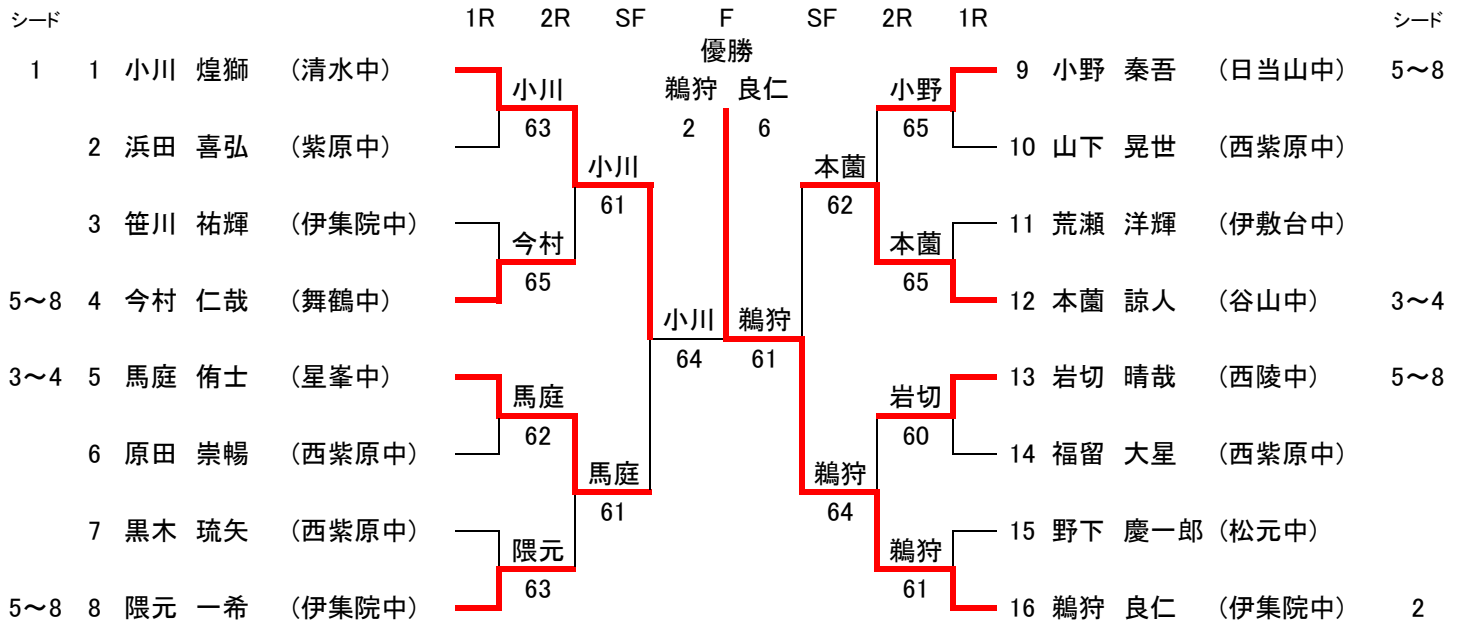 シード 1R 2R SF F SF 2R 1R シード
優勝
1 1 小川 煌獅 (清水中) 9 小野 秦吾 (日当山中) 5～8
小川 鵜狩 良仁 小野
63 2 6 65
2 浜田 喜弘 (紫原中) 10 山下 晃世 (西紫原中)
小川 本薗
61 62
3 笹川 祐輝 (伊集院中) 11 荒瀬 洋輝 (伊敷台中)
今村 本薗
65 65
5～8 4 今村 仁哉 (舞鶴中) 12 本薗 諒人 (谷山中) 3～4
小川 鵜狩
64 61
3～4 5 馬庭 侑士 (星峯中) 13 岩切 晴哉 (西陵中) 5～8
馬庭 岩切
62 60
6 原田 崇暢 (西紫原中) 14 福留 大星 (西紫原中)
馬庭 鵜狩
61 64
7 黒木 琉矢 (西紫原中) 15 野下 慶一郎 (松元中)
隈元 鵜狩
63 61
5～8 8 隈元 一希 (伊集院中) 16 鵜狩 良仁 (伊集院中) 2